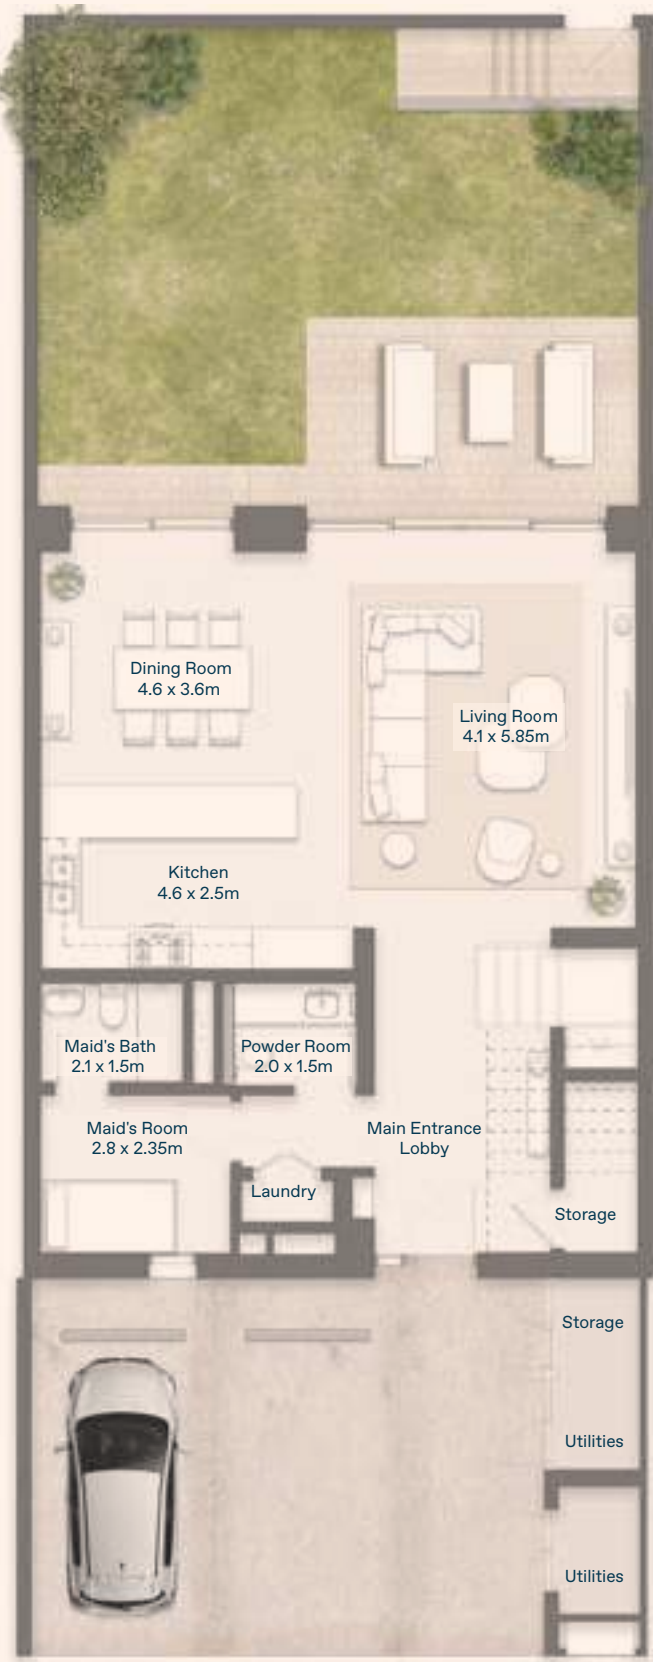 Dining Room
4.6 x 3.6m
Living Room
4.1 x 5.85m
Kitchen
4.6 x 2.5m
Maid's Bath
2.1 x 1.5m
Powder Room
2.0 x 1.5m
Maid's Room
2.8 x 2.35m
Main Entrance
Lobby
Laundry
Storage
Storage
Utilities
Utilities